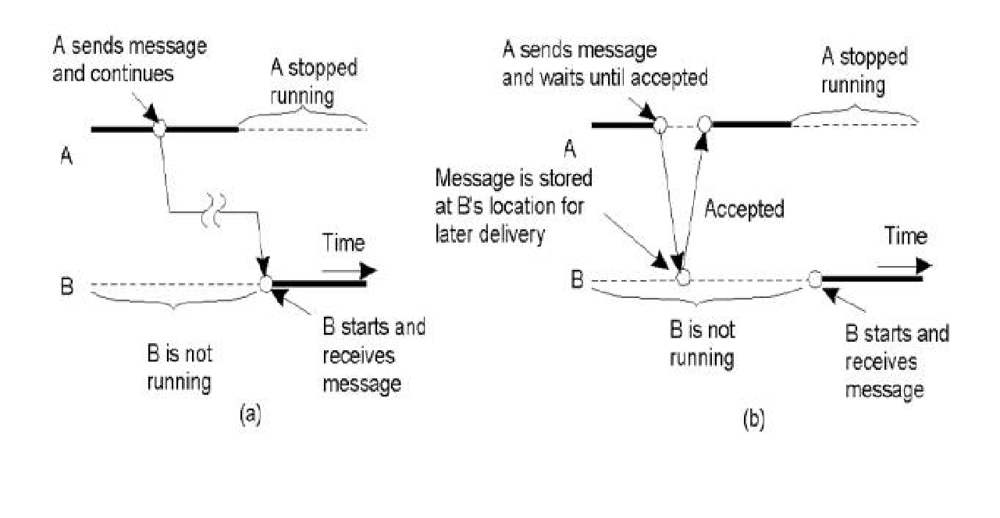 A sends message
and continues
A stopped
running
A
Time
B
B starts and
receives
message
B is not
running
(a)
A sends message
and waits until accepted
A stopped
running
A
Message is stored
at B's location for
later delivery
Accepted
Time
B
B is not
running
B starts and
receives
message
(b)